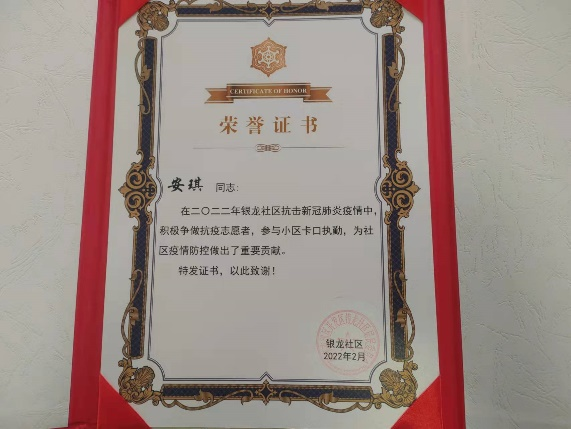 CERTIFICATE OF HONOR
荣誉证书
安琪 同志:
在二〇二二年银龙社区抗击新冠肺炎疫情中,
积极争做抗疫志愿者,参与小区卡口执勤,为社
区疫情防控做出了重要贡献。
特发证书,以此致谢!
银龙社区
2022年2月